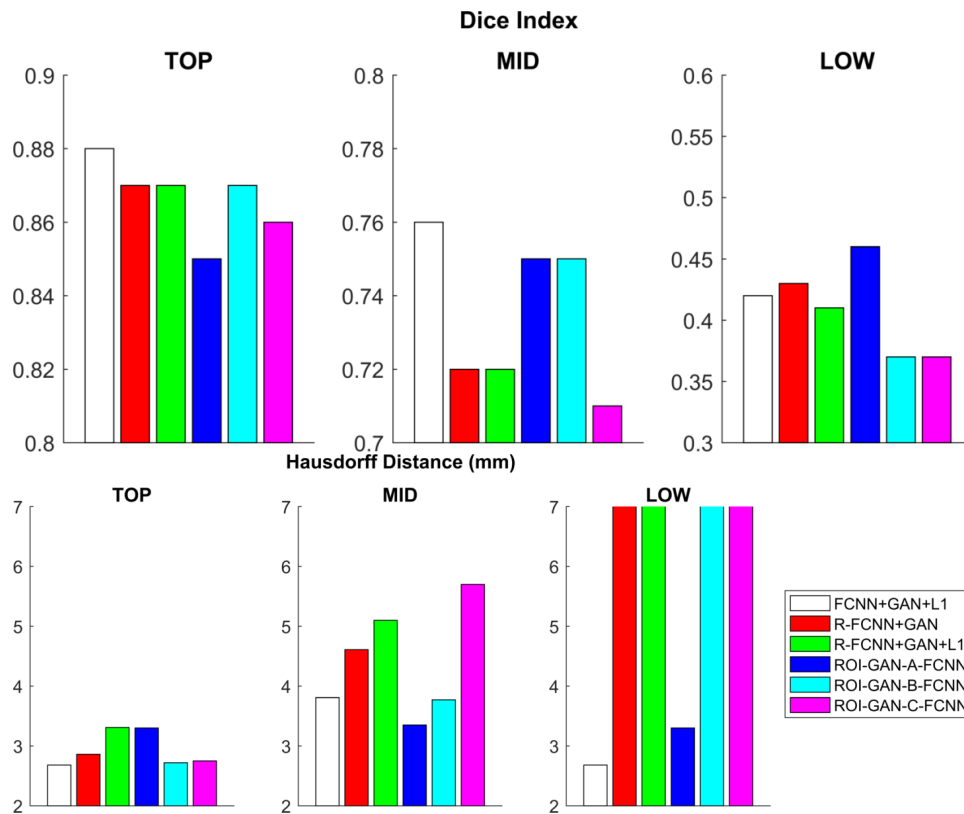 Dice Index
TOP
MID
LOW
0.9
0.88
0.86
0.84
0.82
0.8
0.8
0.78
0.76
0.74
0.72
0.7
0.6
0.55
0.5
0.45
0.4
0.35
0.3
Hausdorff Distance (mm)
TOP
MID
LOW
7
6
5
4
3
2
7
6
5
4
3
2
7
6
5
4
3
2
FCNN+GAN+L1
R-FCNN+GAN
R-FCNN+GAN+L1
ROI-GAN-A-FCNN
ROI-GAN-B-FCNN
ROI-GAN-C-FCNN